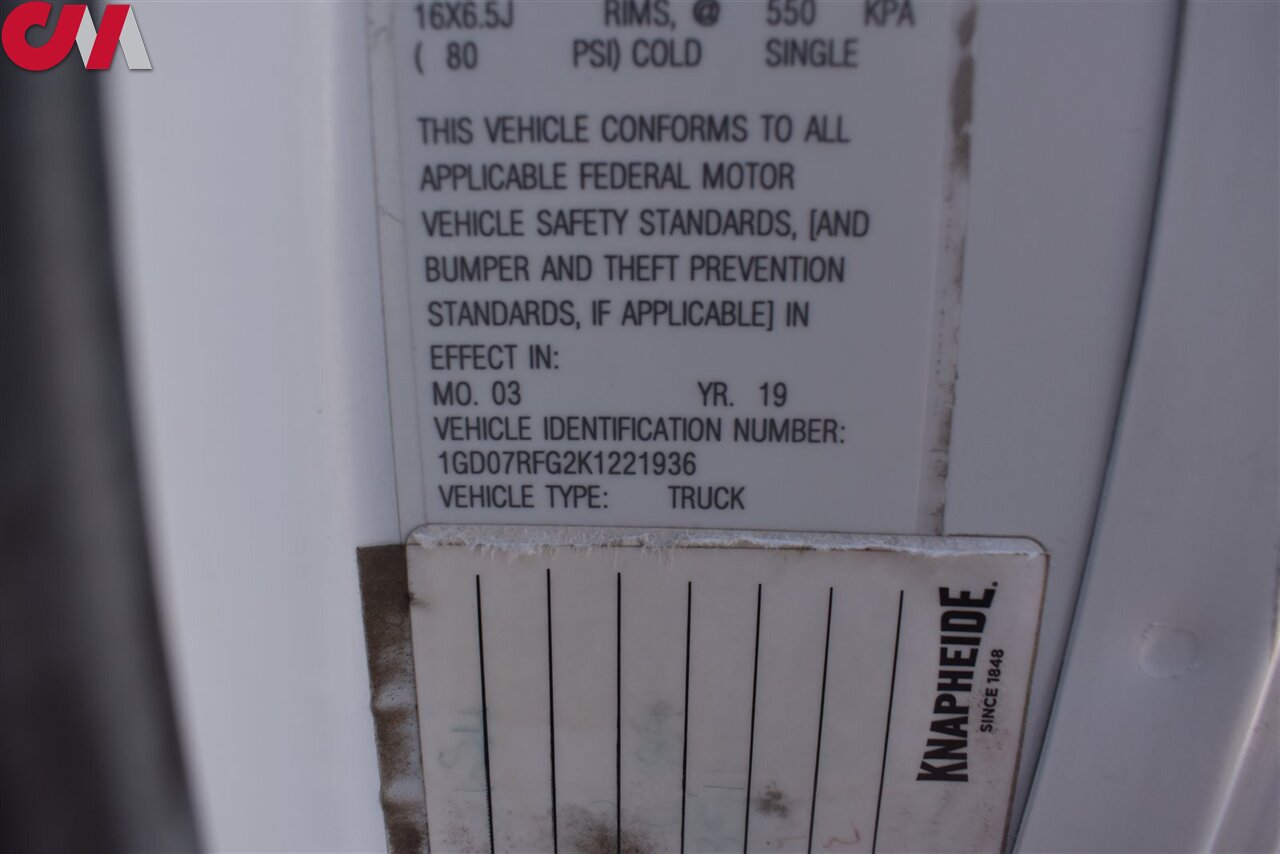 CM
16X6.5J RIMS, @ 550 KPA
( 80 PSI) COLD SINGLE
THIS VEHICLE CONFORMS TO ALL
APPLICABLE FEDERAL MOTOR
VEHICLE SAFETY STANDARDS, [AND
BUMPER AND THEFT PREVENTION
STANDARDS, IF APPLICABLE] IN
EFFECT IN:
MO. 03 YR. 19
VEHICLE IDENTIFICATION NUMBER:
1GD07RFG2K1221936
VEHICLE TYPE: TRUCK
KNAPHEIDE.
SINCE 1848